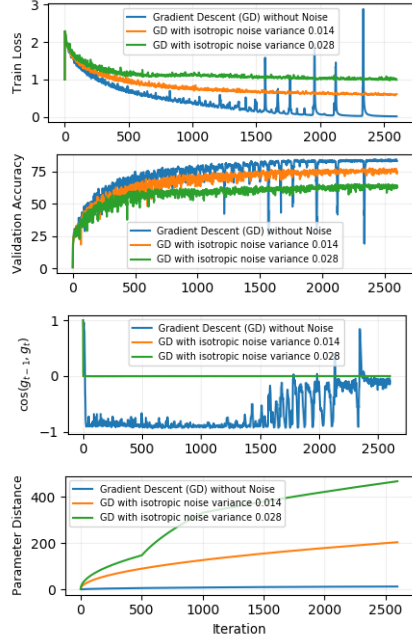 3
2
1
0
Train Loss
Gradient Descent (GD) without Noise
GD with isotropic noise variance 0.014
GD with isotropic noise variance 0.028
0 500 1000 1500 2000 2500
75
50
25
0
Validation Accuracy
Gradient Descent (GD) without Noise
GD with isotropic noise variance 0.014
GD with isotropic noise variance 0.028
0 500 1000 1500 2000 2500
1
0
−1
cos(g_{t−1}, g_t)
Gradient Descent (GD) without Noise
GD with isotropic noise variance 0.014
GD with isotropic noise variance 0.028
0 500 1000 1500 2000 2500
400
200
0
Parameter Distance
Gradient Descent (GD) without Noise
GD with isotropic noise variance 0.014
GD with isotropic noise variance 0.028
0 500 1000 1500 2000 2500
Iteration